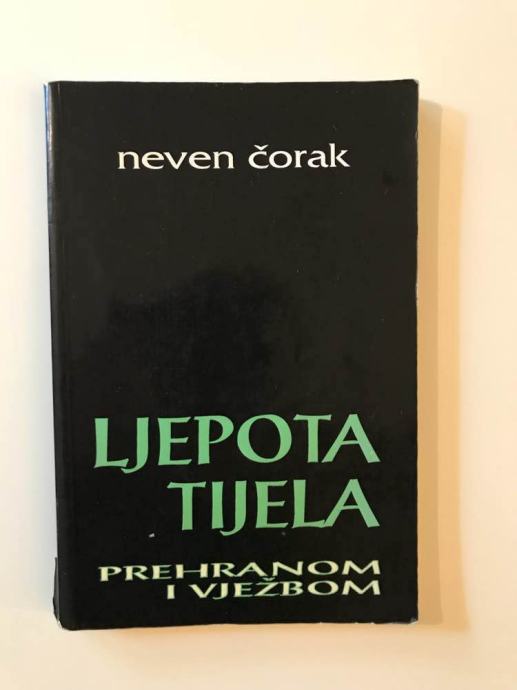 neven čorak
LJEPOTA
TIJELA
PREHRANOM
I VJEŽBOM